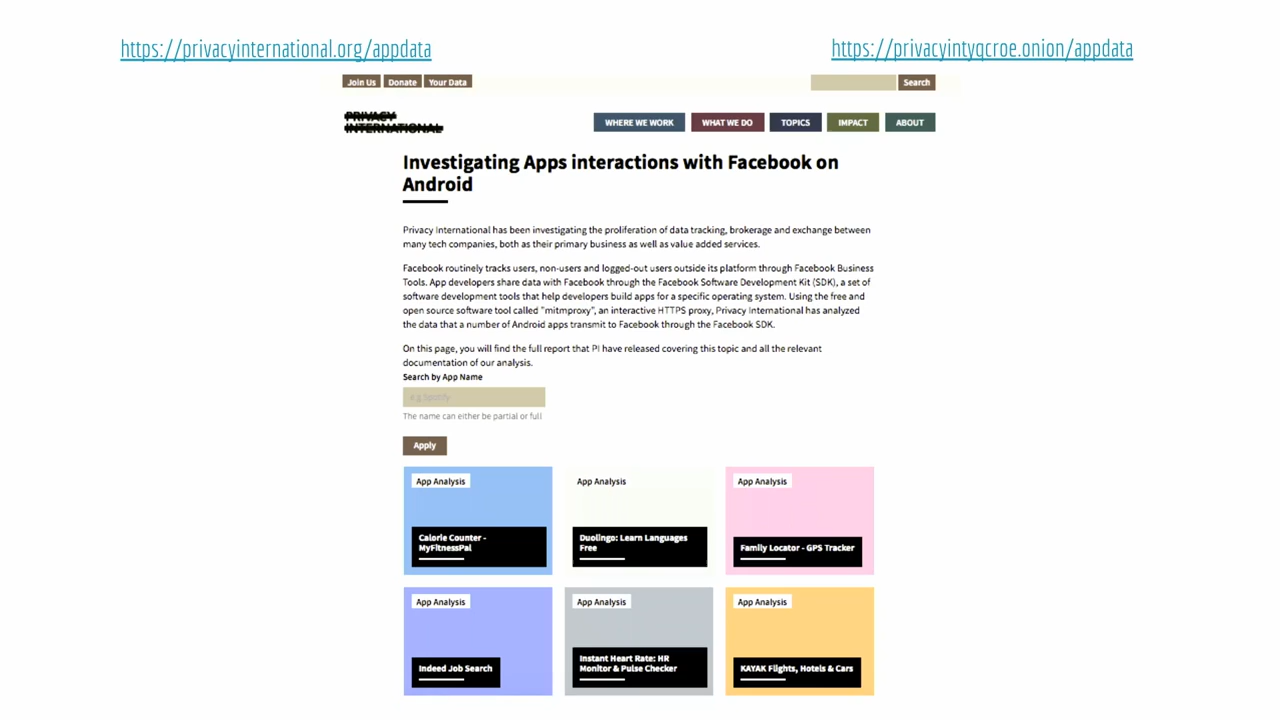 https://privacyinternational.org/appdata
https://privacyintyqcroe.onion/appdata
Join Us
Donate
Your Data
Search
PRIVACY
INTERNATIONAL
WHERE WE WORK
WHAT WE DO
TOPICS
IMPACT
ABOUT
Investigating Apps interactions with Facebook on
Android
Privacy International has been investigating the proliferation of data tracking, brokerage and exchange between
many tech companies, both as their primary business as well as value added services.
Facebook routinely tracks users, non-users and logged-out users outside its platform through Facebook Business
Tools. App developers share data with Facebook through the Facebook Software Development Kit (SDK), a set of
software development tools that help developers build apps for a specific operating system. Using the free and
open source software tool called "mitmproxy", an interactive HTTPS proxy, Privacy International has analyzed
the data that a number of Android apps transmit to Facebook through the Facebook SDK.
On this page, you will find the full report that PI have released covering this topic and all the relevant
documentation of our analysis.
Search by App Name
e.g Spotify
The name can either be partial or full
Apply
App Analysis
Calorie Counter -
MyFitnessPal
App Analysis
Duolingo: Learn Languages
Free
App Analysis
Family Locator - GPS Tracker
App Analysis
Indeed Job Search
App Analysis
Instant Heart Rate: HR
Monitor & Pulse Checker
App Analysis
KAYAK Flights, Hotels & Cars